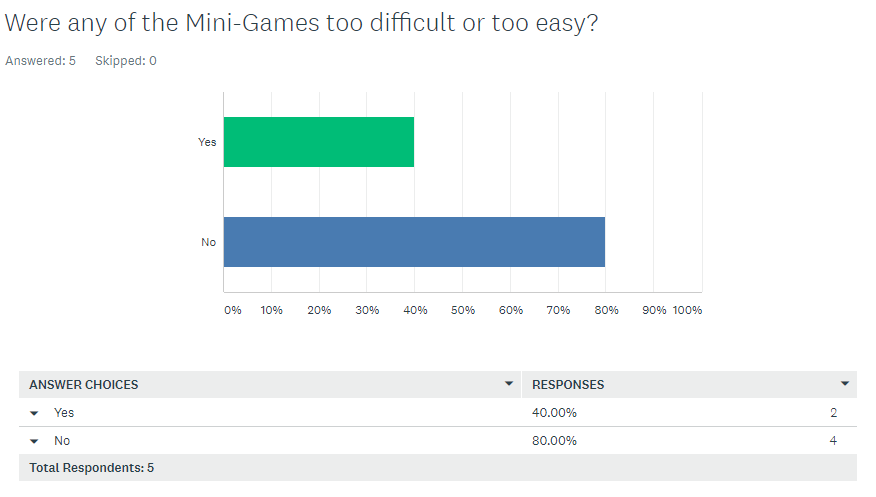 Were any of the Mini-Games too difficult or too easy?
Answered: 5 Skipped: 0
Yes
No
0% 10% 20% 30% 40% 50% 60% 70% 80% 90% 100%
ANSWER CHOICES RESPONSES
Yes 40.00% 2
No 80.00% 4
Total Respondents: 5